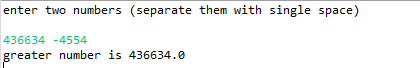 enter two numbers (separate them with single space)
436634 -4554
greater number is 436634.0